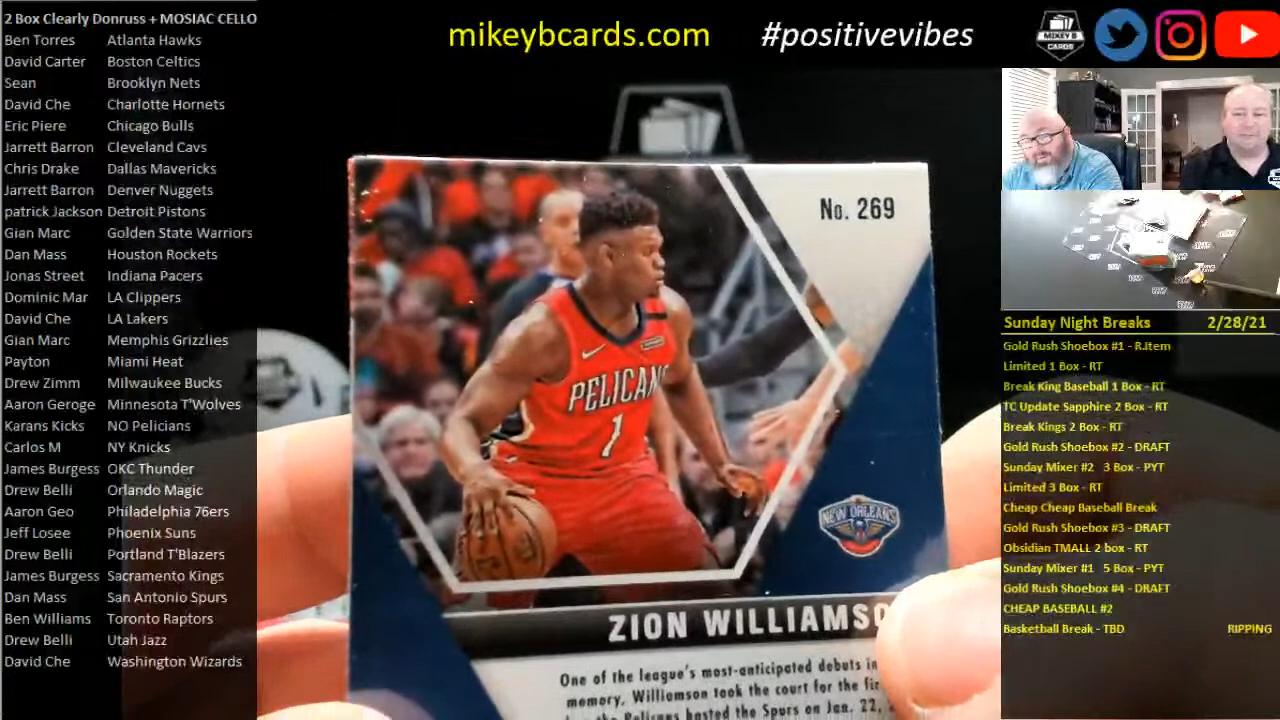 2 Box Clearly Donruss + MOSIAC CELLO
Ben Torres Atlanta Hawks
David Carter Boston Celtics
Sean Brooklyn Nets
David Che Charlotte Hornets
Eric Piere Chicago Bulls
Jarrett Barron Cleveland Cavs
Chris Drake Dallas Mavericks
Jarrett Barron Denver Nuggets
patrick Jackson Detroit Pistons
Gian Marc Golden State Warriors
Dan Mass Houston Rockets
Jonas Street Indiana Pacers
Dominic Mar LA Clippers
David Che LA Lakers
Gian Marc Memphis Grizzlies
Payton Miami Heat
Drew Zimm Milwaukee Bucks
Aaron Geroge Minnesota T'Wolves
Karans Kicks NO Pelicians
Carlos M NY Knicks
James Burgess OKC Thunder
Drew Belli Orlando Magic
Aaron Geo Philadelphia 76ers
Jeff Losee Phoenix Suns
Drew Belli Portland T'Blazers
James Burgess Sacramento Kings
Dan Mass San Antonio Spurs
Ben Williams Toronto Raptors
Drew Belli Utah Jazz
David Che Washington Wizards
mikeybcards.com #positivevibes
MIKEY B
CARDS
No. 269
PELICAN
1
NEW ORLEANS
ZION WILLIAMSO
One of the league's most-anticipated debuts in
memory, Williamson took the court for the fir
hosted the Spurs on Jan. 22,
Sunday Night Breaks 2/28/21
Gold Rush Shoebox #1 - R.Item
Limited 1 Box - RT
Break King Baseball 1 Box - RT
TC Update Sapphire 2 Box - RT
Break Kings 2 Box - RT
Gold Rush Shoebox #2 - DRAFT
Sunday Mixer #2 3 Box - PYT
Limited 3 Box - RT
Cheap Cheap Baseball Break
Gold Rush Shoebox #3 - DRAFT
Obsidian TMALL 2 box - RT
Sunday Mixer #1 5 Box - PYT
Gold Rush Shoebox #4 - DRAFT
CHEAP BASEBALL #2
Basketball Break - TBD RIPPING